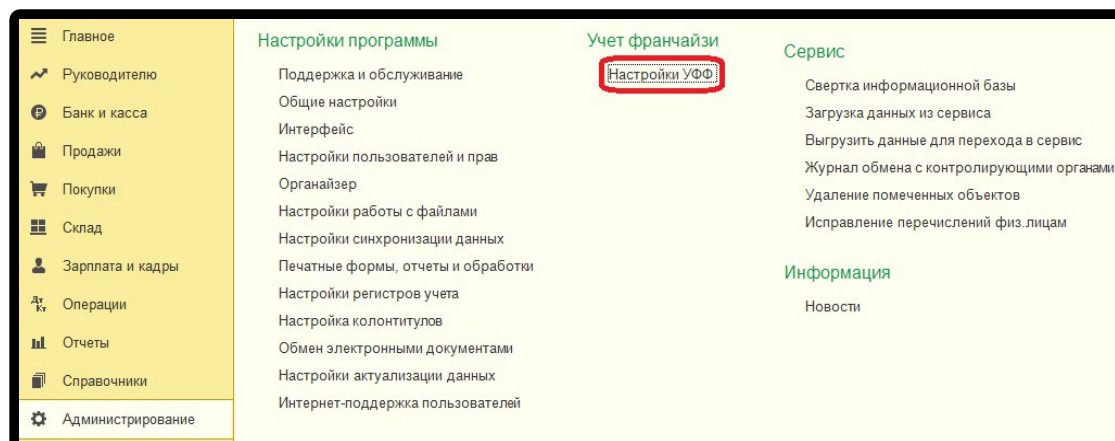 Главное
Руководителю
Банк и касса
Продажи
Покупки
Склад
Зарплата и кадры
Дт Кт
Операции
Отчеты
Справочники
Администрирование
Настройки программы
Поддержка и обслуживание
Общие настройки
Интерфейс
Настройки пользователей и прав
Органайзер
Настройки работы с файлами
Настройки синхронизации данных
Печатные формы, отчеты и обработки
Настройки регистров учета
Настройка колонтитулов
Обмен электронными документами
Настройки актуализации данных
Интернет-поддержка пользователей
Учет франчайзи
Настройки УФФ
Сервис
Свертка информационной базы
Загрузка данных из сервиса
Выгрузить данные для перехода в сервис
Журнал обмена с контролирующими органами
Удаление помеченных объектов
Исправление перечислений физ.лицам
Информация
Новости